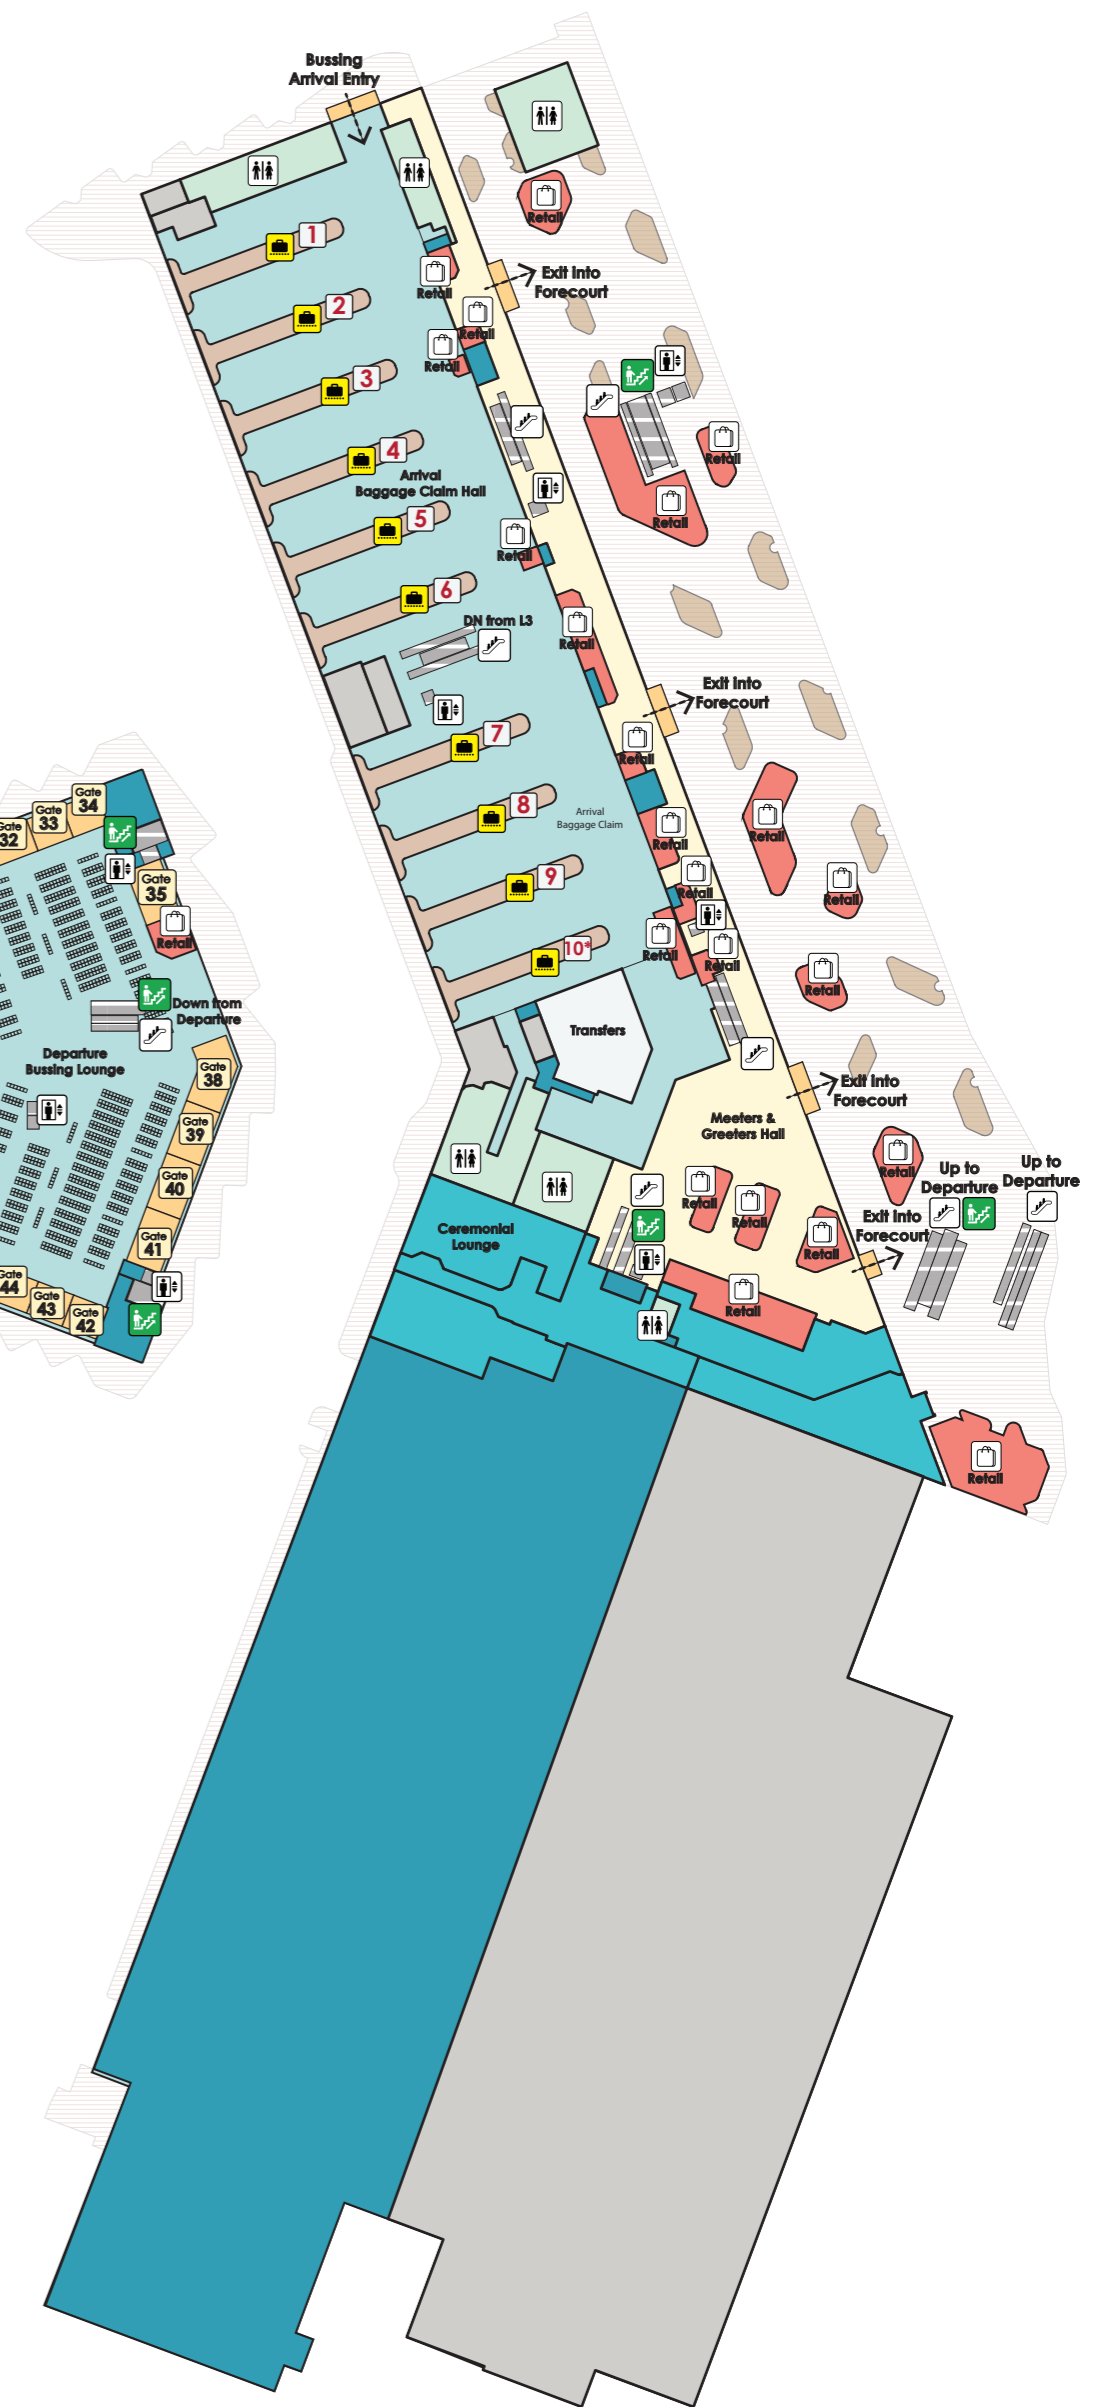 Bussing
Arrival Entry
1
Retail
2
Retail
Exit into
Forecourt
Retail
Retail
3
4
Arrival
Baggage Claim Hall
Retail
Retail
5
Retail
6
DN from L3
Retail
Exit into
Forecourt
7
Retail
8
Arrival
Baggage Claim
Retail
Retail
9
Retail
Retail
10*
Retail
Retail
Retail
Transfers
Exit into
Forecourt
Meeters &
Greeters Hall
Retail
Up to
Departure
Up to
Departure
Retail
Retail
Retail
Exit Into
Forecourt
Ceremonial
Lounge
Retail
Retail
Gate
32
Gate
33
Gate
34
Gate
35
Retail
Down from
Departure
Departure
Bussing Lounge
Gate
38
Gate
39
Gate
40
Gate
41
Gate
42
Gate
43
Gate
44